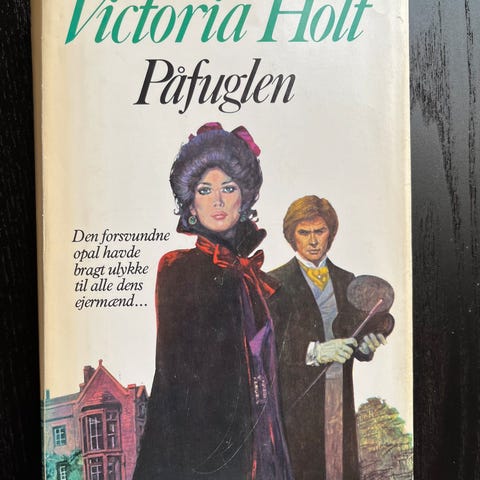 Victoria Holt
Påfuglen
Den forsvundne
opal havde
bragt ulykke
til alle dens
ejermænd...